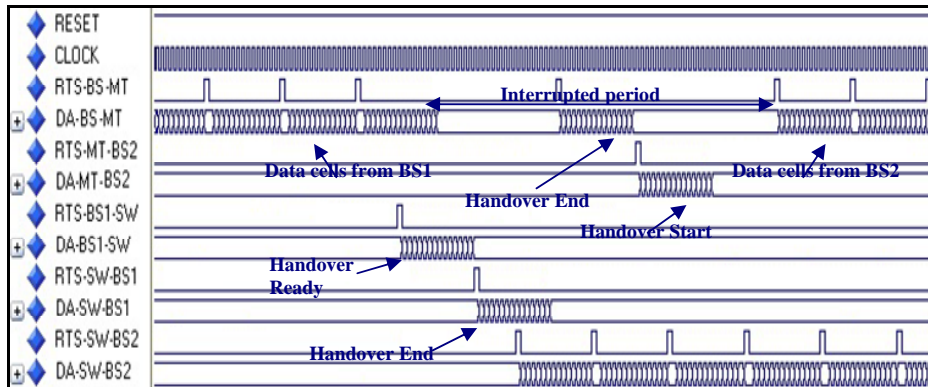 RESET
CLOCK
RTS-BS-MT
Interrupted period
DA-BS-MT
RTS-MT-BS2
Data cells from BS1
Data cells from BS2
DA-MT-BS2
Handover End
RTS-BS1-SW
Handover Start
DA-BS1-SW
Handover
Ready
RTS-SW-BS1
DA-SW-BS1
RTS-SW-BS2
Handover End
DA-SW-BS2